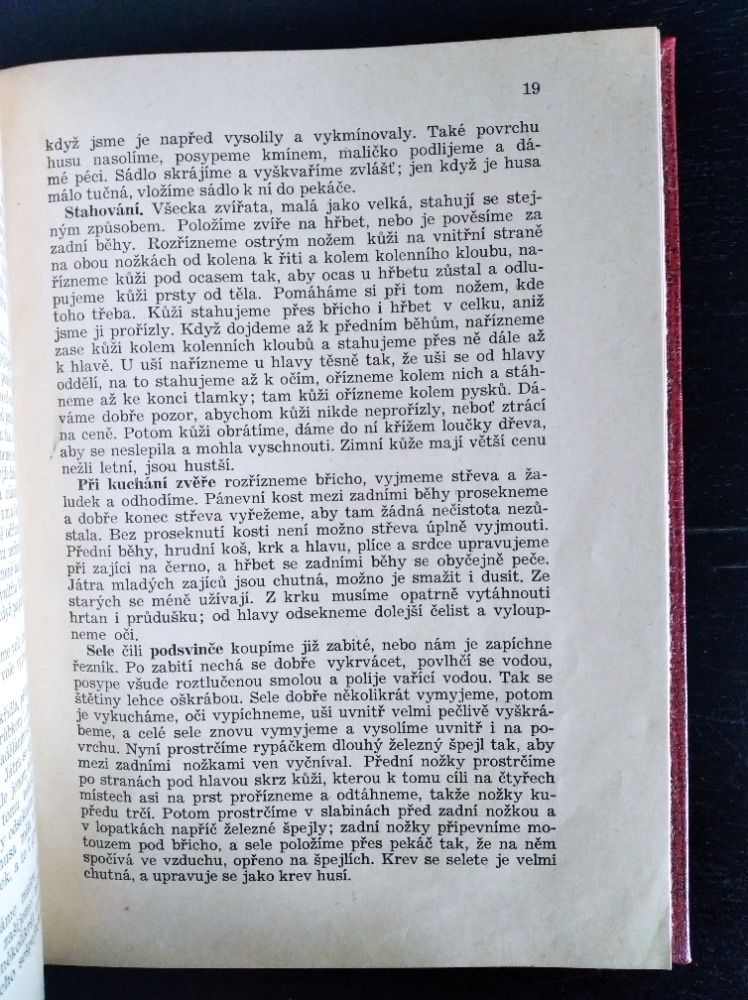 19
když jsme je napřed vysolily a vykmínovaly. Také povrchu
husu nasolíme, posypeme kmínem, maličko podlijeme a dá-
mé péci. Sádlo skrájíme a vyškvaříme zvlášť; jen když je husa
málo tučná, vložíme sádlo k ní do pekáče.
Stahování. Všecka zvířata, malá jako velká, stahují se stej-
ným způsobem. Položíme zvíře na hřbet, nebo je pověsíme za
zadní běhy. Rozřízneme ostrým nožem kůži na vnitřní straně
na obou nožkách od kolena k řiti a kolem kolenního kloubu, na-
řízneme kůži pod ocasem tak, aby ocas u hřbetu zůstal a odlu-
pujeme kůži prsty od těla. Pomáháme si při tom nožem, kde
toho třeba. Kůži stahujeme přes břicho i hřbet v celku, aniž
jsme ji prořízly. Když dojdeme až k předním běhům, nařízneme
zase kůži kolem kolenních kloubů a stahujeme přes ně dále až
k hlavě. U uší nařízneme u hlavy těsně tak, že uši se od hlavy
oddělí, na to stahujeme až k očím, ořízneme kolem nich a stáh-
neme až ke konci tlamky; tam kůži ořízneme kolem pysků. Dá-
váme dobře pozor, abychom kůži nikde neprořízly, neboť ztrácí
na ceně. Potom kůži obrátíme, dáme do ní křížem loučky dřeva,
aby se neslepila a mohla vyschnouti. Zimní kůže mají větší cenu
nežli letní, jsou hustší.
Při kuchání zvěře rozřízneme břicho, vyjmeme střeva a ža-
ludek a odhodíme. Pánevní kost mezi zadními běhy prosekneme
a dobře konec střeva vyřežeme, aby tam žádná nečistota nezů-
stala. Bez proseknutí kosti není možno střeva úplně vyjmouti.
Přední běhy, hrudní koš, krk a hlavu, plíce a srdce upravujeme
při zajíci na černo, a hřbet se zadními běhy se obyčejně peče.
Játra mladých zajíců jsou chutná, možno je smažit i dusit. Ze
starých se méně užívají. Z krku musíme opatrně vytáhnouti
hrtan i průdušku; od hlavy odsekneme dolejší čelist a vyloup-
neme oči.
Sele čili podsvinče koupíme již zabité, nebo nám je zapíchne
řezník. Po zabití nechá se dobře vykrvácet, povlhčí se vodou,
posype všude roztlučenou smolou a polije vařící vodou. Tak se
štětiny lehce oškrábou. Sele dobře několikrát vymyjeme, potom
je vykucháme, oči vypíchneme, uši uvnitř velmi pečlivě vyškrá-
beme, a celé sele znovu vymyjeme a vysolíme uvnitř i na po-
vrchu. Nyní prostrčíme rypáčkem dlouhý železný špejl tak, aby
mezi zadními nožkami ven vyčníval. Přední nožky prostrčíme
po stranách pod hlavou skrz kůži, kterou k tomu cíli na čtyřech
místech asi na prst prořízneme a odtáhneme, takže nožky ku-
předu trčí. Potom prostrčíme v slabinách před zadní nožkou a
v lopatkách napříč železné špejly; zadní nožky připevníme mo-
touzem pod břicho, a sele položíme přes pekáč tak, že na něm
spočívá ve vzduchu, opřeno na špejlích. Krev se selete je velmi
chutná, a upravuje se jako krev husí.